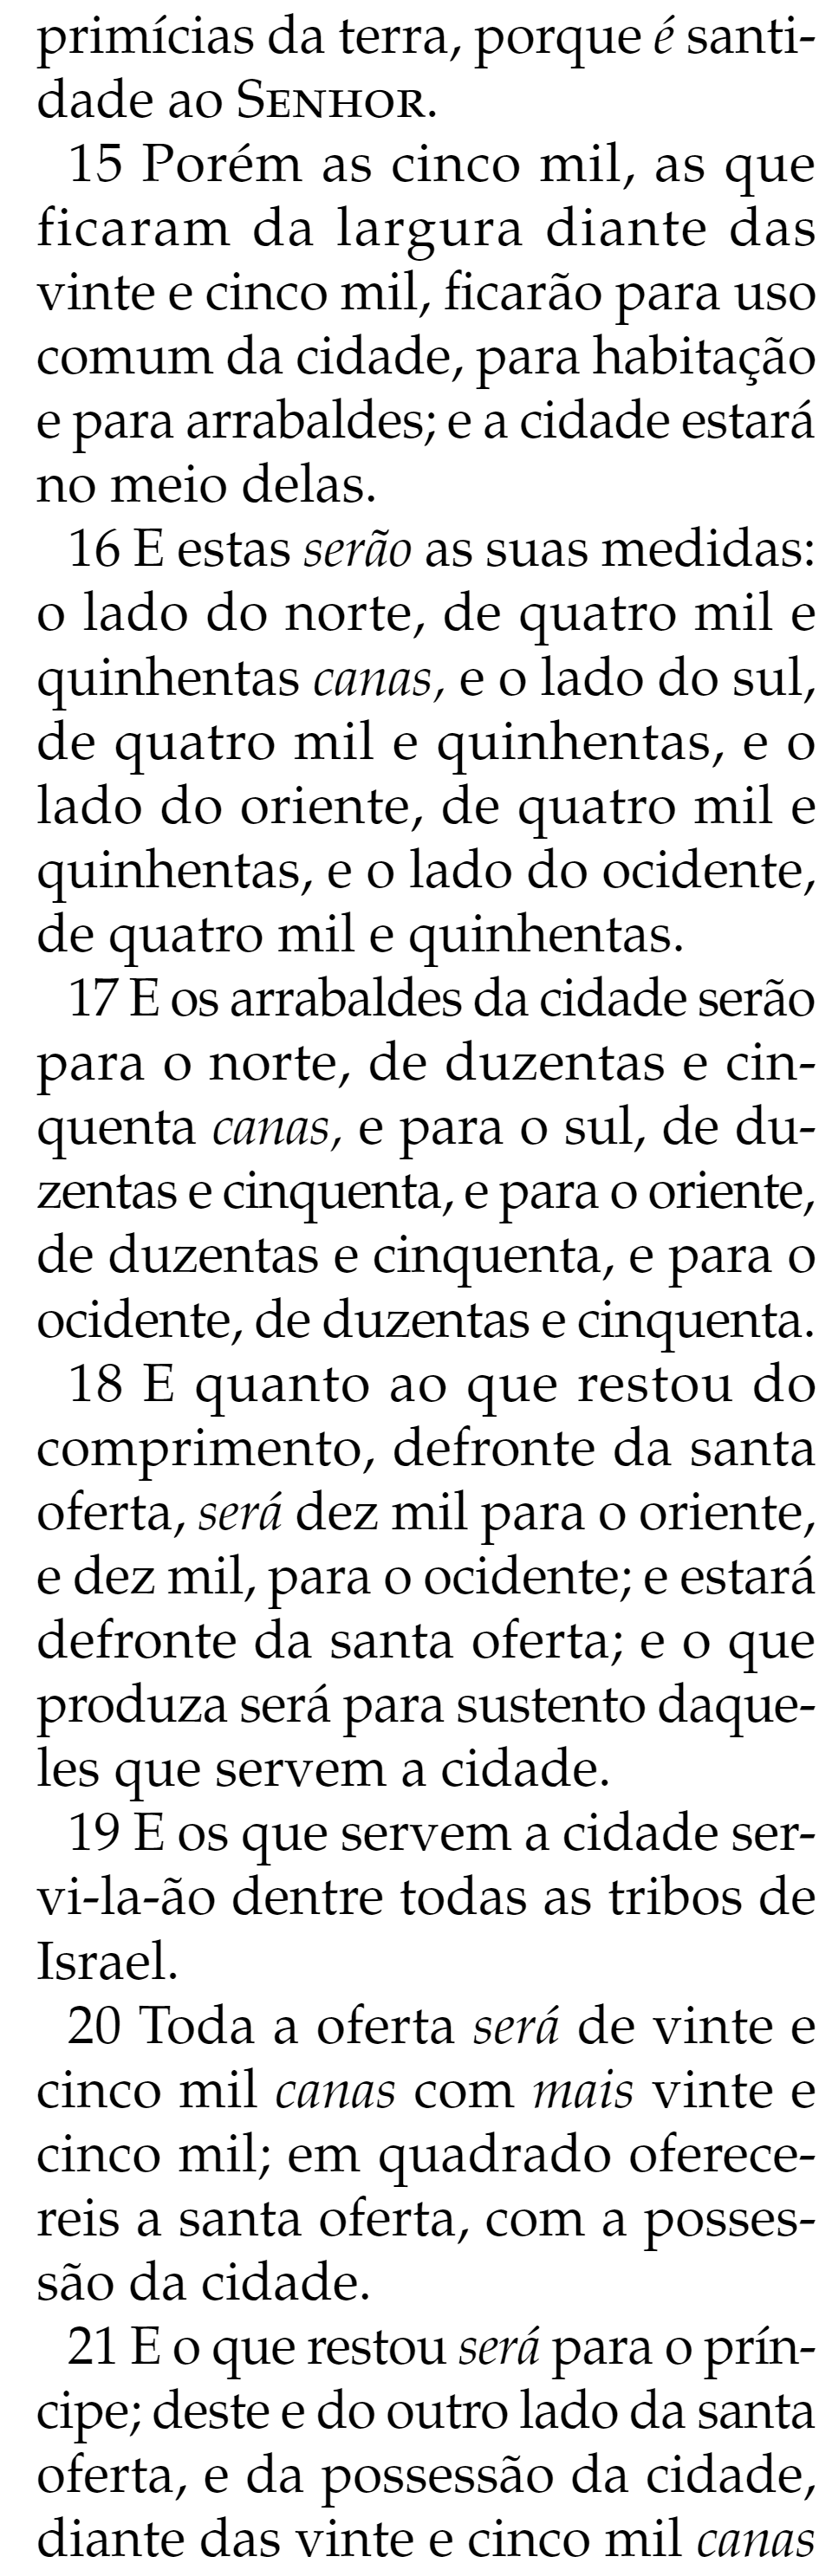 primícias da terra, porque é santi-
dade ao SENHOR.
15 Porém as cinco mil, as que
ficaram da largura diante das
vinte e cinco mil, ficarão para uso
comum da cidade, para habitação
e para arrabaldes; e a cidade estará
no meio delas.
16 E estas serão as suas medidas:
o lado do norte, de quatro mil e
quinhentas canas, e o lado do sul,
de quatro mil e quinhentas, e o
lado do oriente, de quatro mil e
quinhentas, e o lado do ocidente,
de quatro mil e quinhentas.
17 E os arrabaldes da cidade serão
para o norte, de duzentas e cin-
quenta canas, e para o sul, de du-
zentas e cinquenta, e para o oriente,
de duzentas e cinquenta, e para o
ocidente, de duzentas e cinquenta.
18 E quanto ao que restou do
comprimento, defronte da santa
oferta, será dez mil para o oriente,
e dez mil, para o ocidente; e estará
defronte da santa oferta; e o que
produza será para sustento daque-
les que servem a cidade.
19 E os que servem a cidade ser-
vi-la-ão dentre todas as tribos de
Israel.
20 Toda a oferta será de vinte e
cinco mil canas com mais vinte e
cinco mil; em quadrado oferece-
reis a santa oferta, com a posses-
são da cidade.
21 E o que restou será para o prín-
cipe; deste e do outro lado da santa
oferta, e da possessão da cidade,
diante das vinte e cinco mil canas